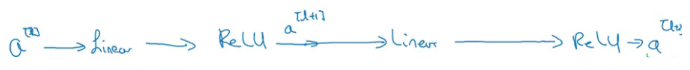 a^[l] → Linear → ReLU a^[l+1] → Linear → ReLU → a^[l+2]